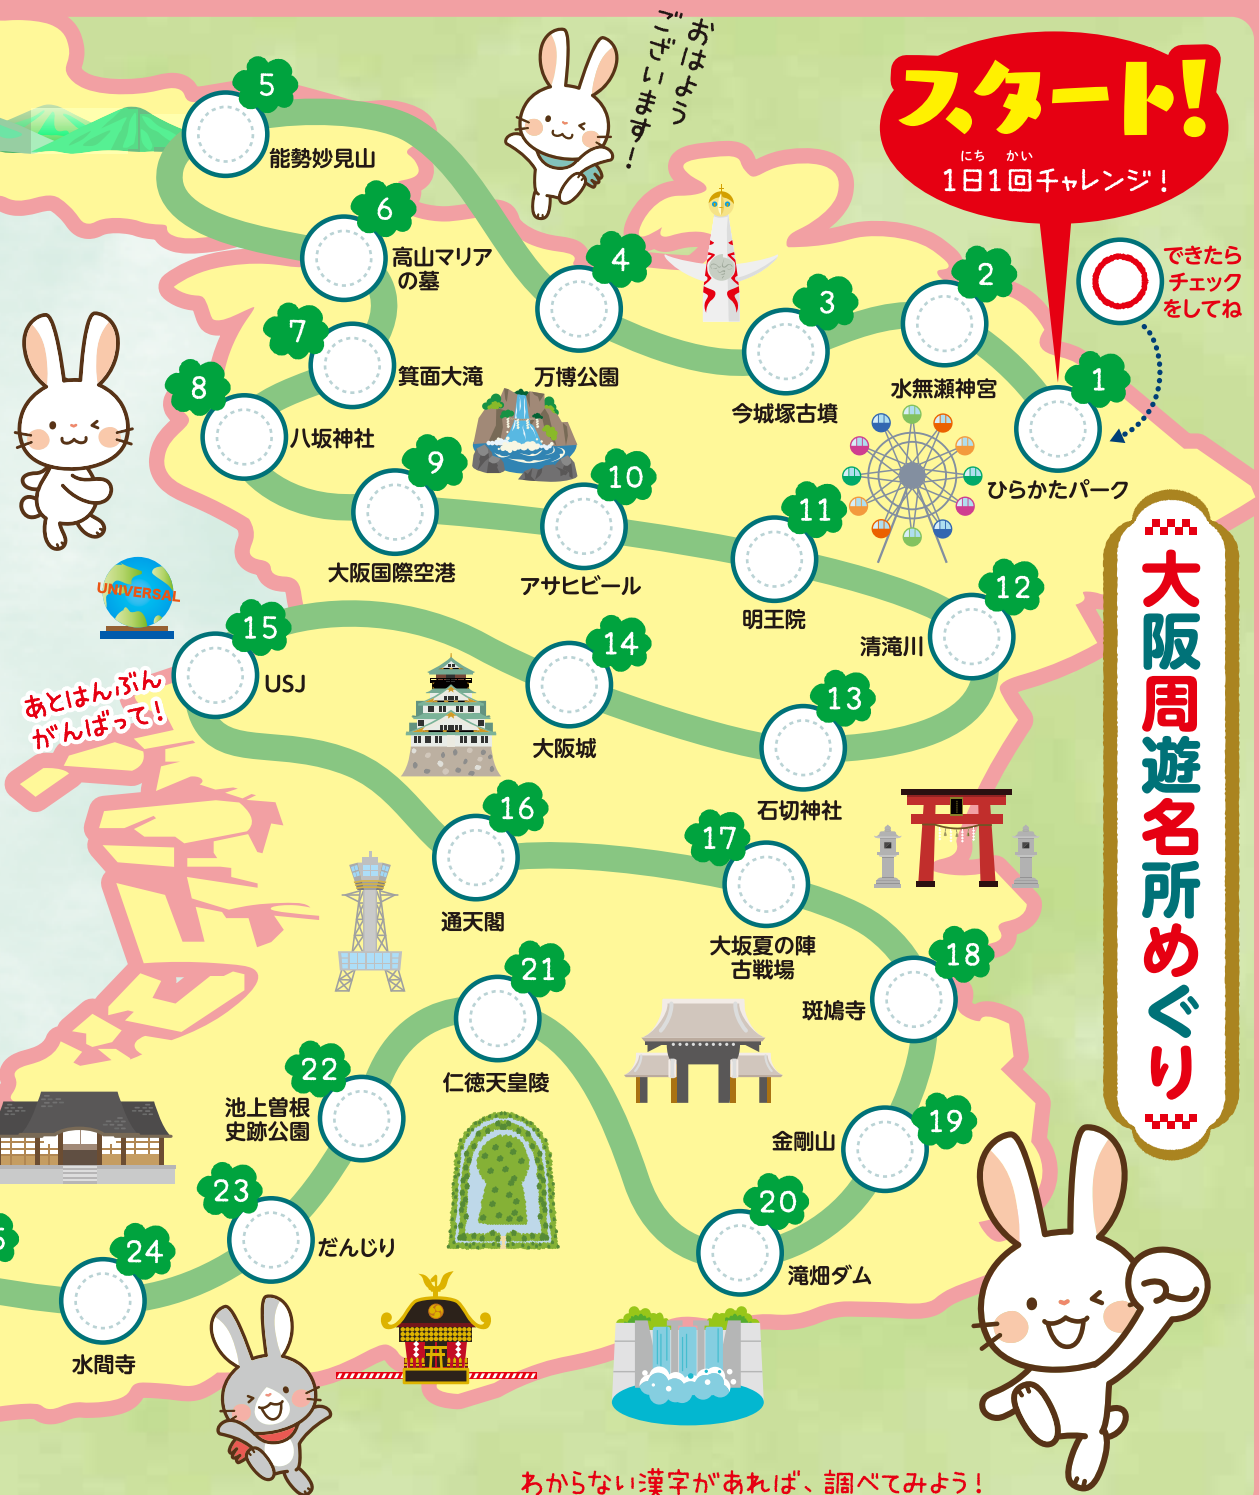 おはよう
ございます!
スタート!
にち かい
1日1回チャレンジ!
できたら
チェック
をしてね
大阪周遊名所めぐり
1
ひらかたパーク
2
水無瀬神宮
3
今城塚古墳
4
万博公園
5
能勢妙見山
6
高山マリア
の墓
7
箕面大滝
8
八坂神社
9
大阪国際空港
10
アサヒビール
11
明王院
12
清滝川
13
石切神社
14
大阪城
15
USJ
UNIVERSAL
あとはんぶん
がんばって!
16
通天閣
17
大坂夏の陣
古戦場
18
斑鳩寺
19
金剛山
20
滝畑ダム
21
仁徳天皇陵
22
池上曽根
史跡公園
23
だんじり
24
水間寺
わからない漢字があれば、調べてみよう!